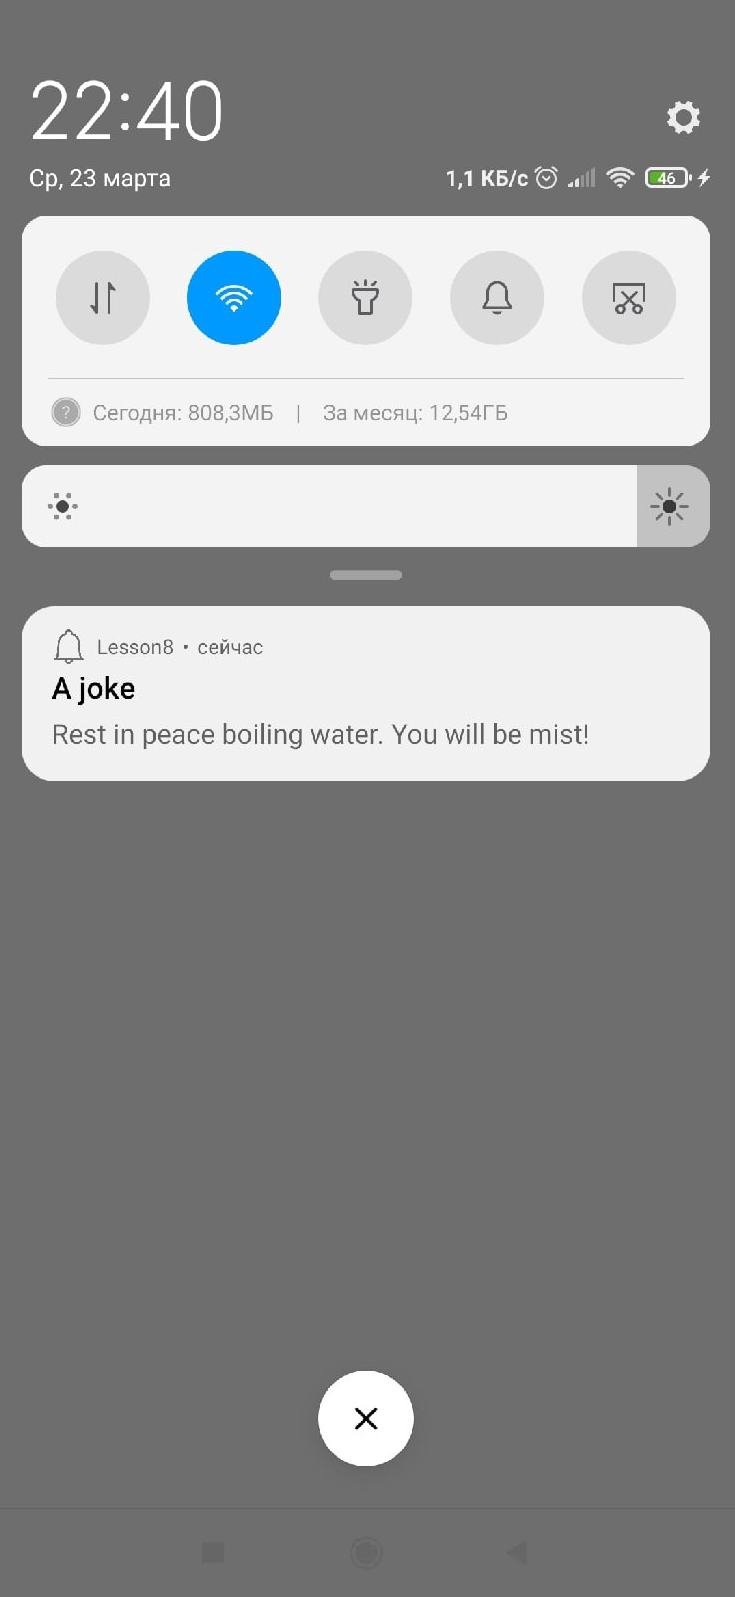 22:40
Ср, 23 марта 1,1 КБ/с 46
? Сегодня: 808,3МБ | За месяц: 12,54ГБ
Lesson8 • сейчас
A joke
Rest in peace boiling water. You will be mist!